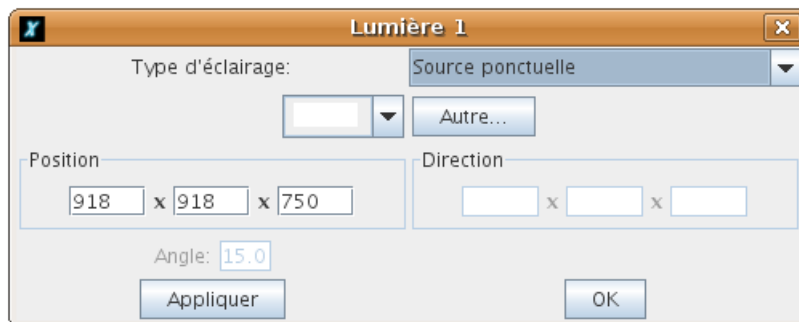 Lumière 1
Type d'éclairage: Source ponctuelle
Autre...
Position Direction
918 x 918 x 750 x x
Angle: 15.0
Appliquer OK